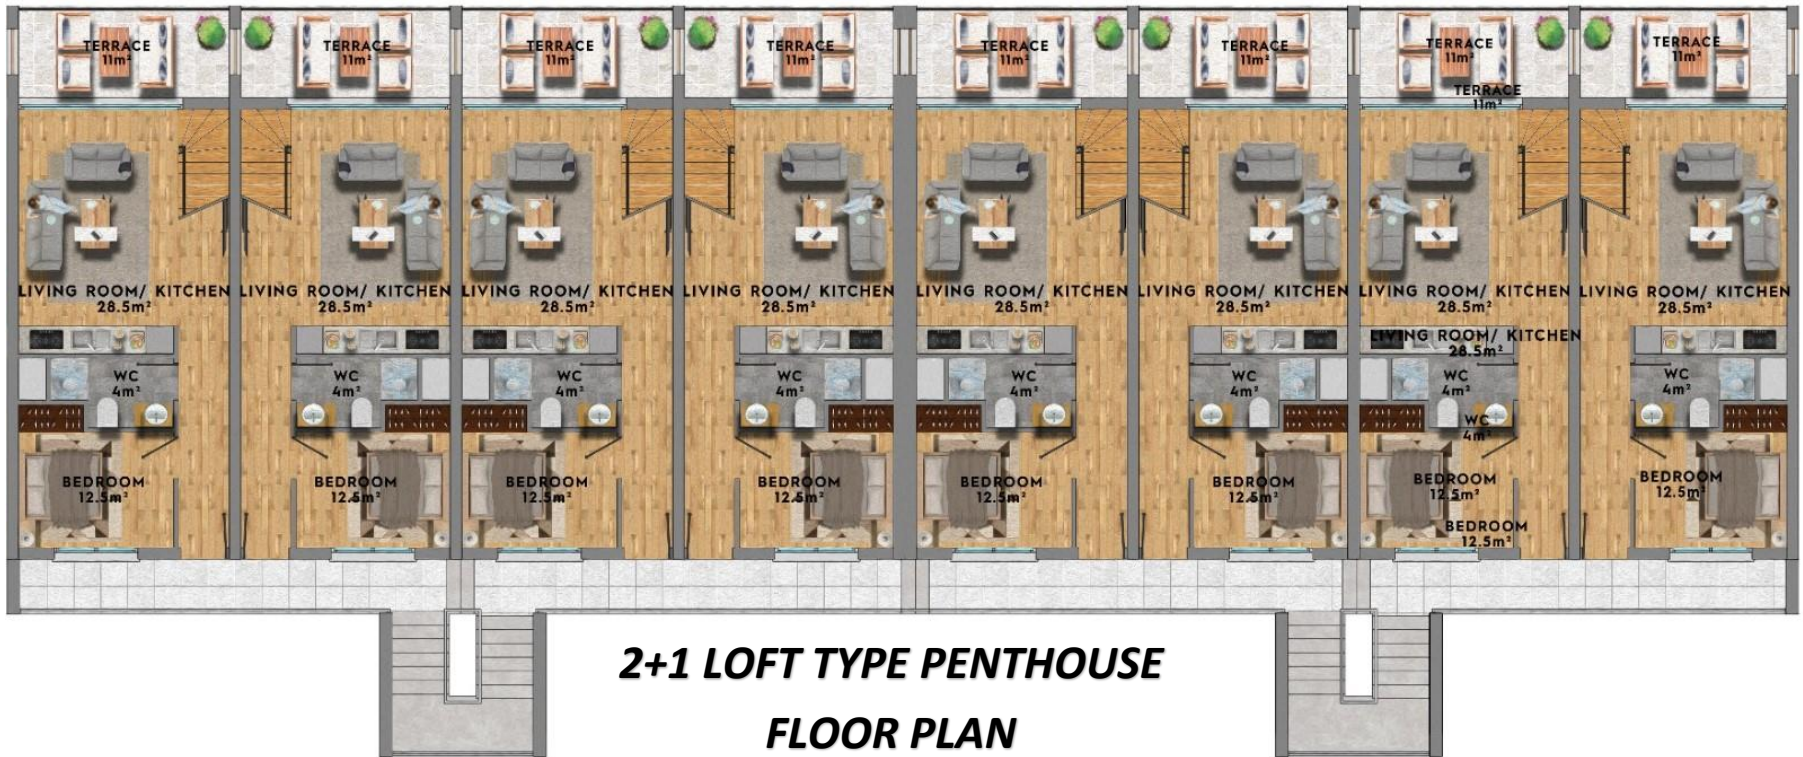 TERRACE
11m²
TERRACE
11m²
TERRACE
11m²
TERRACE
11m²
TERRACE
11m²
TERRACE
11m²
TERRACE
11m²
TERRACE
11m²
TERRACE
11m²
LIVING ROOM/ KITCHEN
28.5m²
LIVING ROOM/ KITCHEN
28.5m²
LIVING ROOM/ KITCHEN
28.5m²
LIVING ROOM/ KITCHEN
28.5m²
LIVING ROOM/ KITCHEN
28.5m²
LIVING ROOM/ KITCHEN
28.5m²
LIVING ROOM/ KITCHEN
28.5m²
LIVING ROOM/ KITCHEN
28.5m²
LIVING ROOM/ KITCHEN
28.5m²
WC
4m²
WC
4m²
WC
4m²
WC
4m²
WC
4m²
WC
4m²
WC
4m²
WC
4m²
WC
4m²
BEDROOM
12.5m²
BEDROOM
12.5m²
BEDROOM
12.5m²
BEDROOM
12.5m²
BEDROOM
12.5m²
BEDROOM
12.5m²
BEDROOM
12.5m²
BEDROOM
12.5m²
BEDROOM
12.5m²
2+1 LOFT TYPE PENTHOUSE
FLOOR PLAN